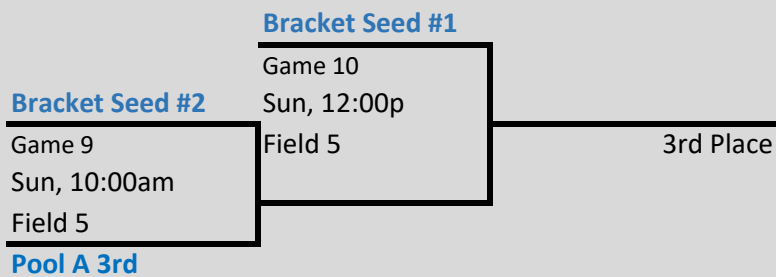 Bracket Seed #1
Game 10
Sun, 12:00p
Field 5
3rd Place
Bracket Seed #2
Game 9
Sun, 10:00am
Field 5
Pool A 3rd